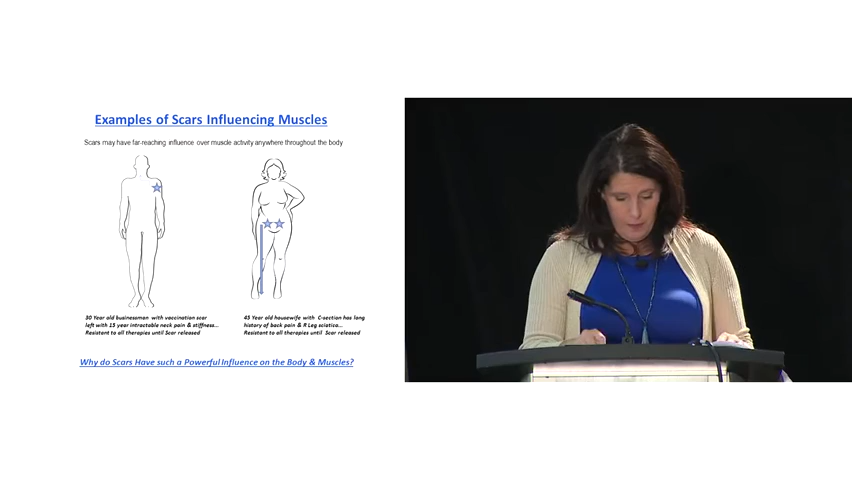 Examples of Scars Influencing Muscles
Scars may have far-reaching influence over muscle activity anywhere throughout the body
30 Year old businessman with vaccination scar
left with 15 year intractable neck pain & stiffness...
Resistent to all therapies until Scar released
45 Year old housewife with C-section has long
history of back pain & R Leg sciatica...
Resistent to all therapies until Scar released
Why do Scars Have such a Powerful Influence on the Body & Muscles?